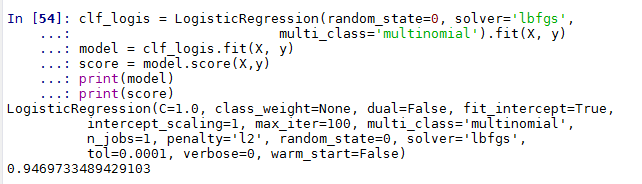 In [54]: clf_logis = LogisticRegression(random_state=0, solver='lbfgs',
    ...:                           multi_class='multinomial').fit(X, y)
    ...: model = clf_logis.fit(X, y)
    ...: score = model.score(X,y)
    ...: print(model)
    ...: print(score)
LogisticRegression(C=1.0, class_weight=None, dual=False, fit_intercept=True,
          intercept_scaling=1, max_iter=100, multi_class='multinomial',
          n_jobs=1, penalty='l2', random_state=0, solver='lbfgs',
          tol=0.0001, verbose=0, warm_start=False)
0.9469733489429103